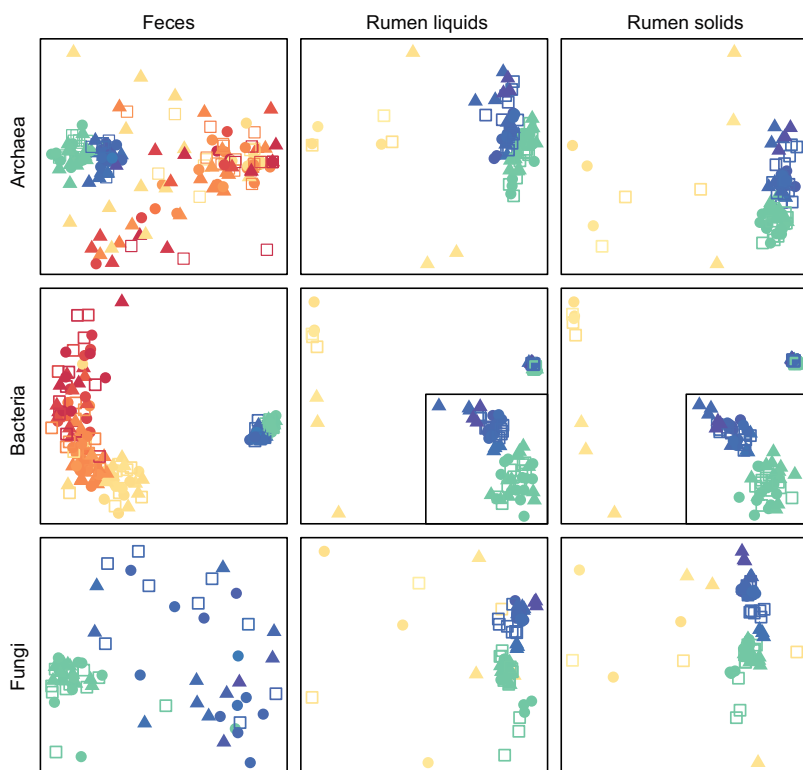 Feces
Rumen liquids
Rumen solids
Archaea
Bacteria
Fungi